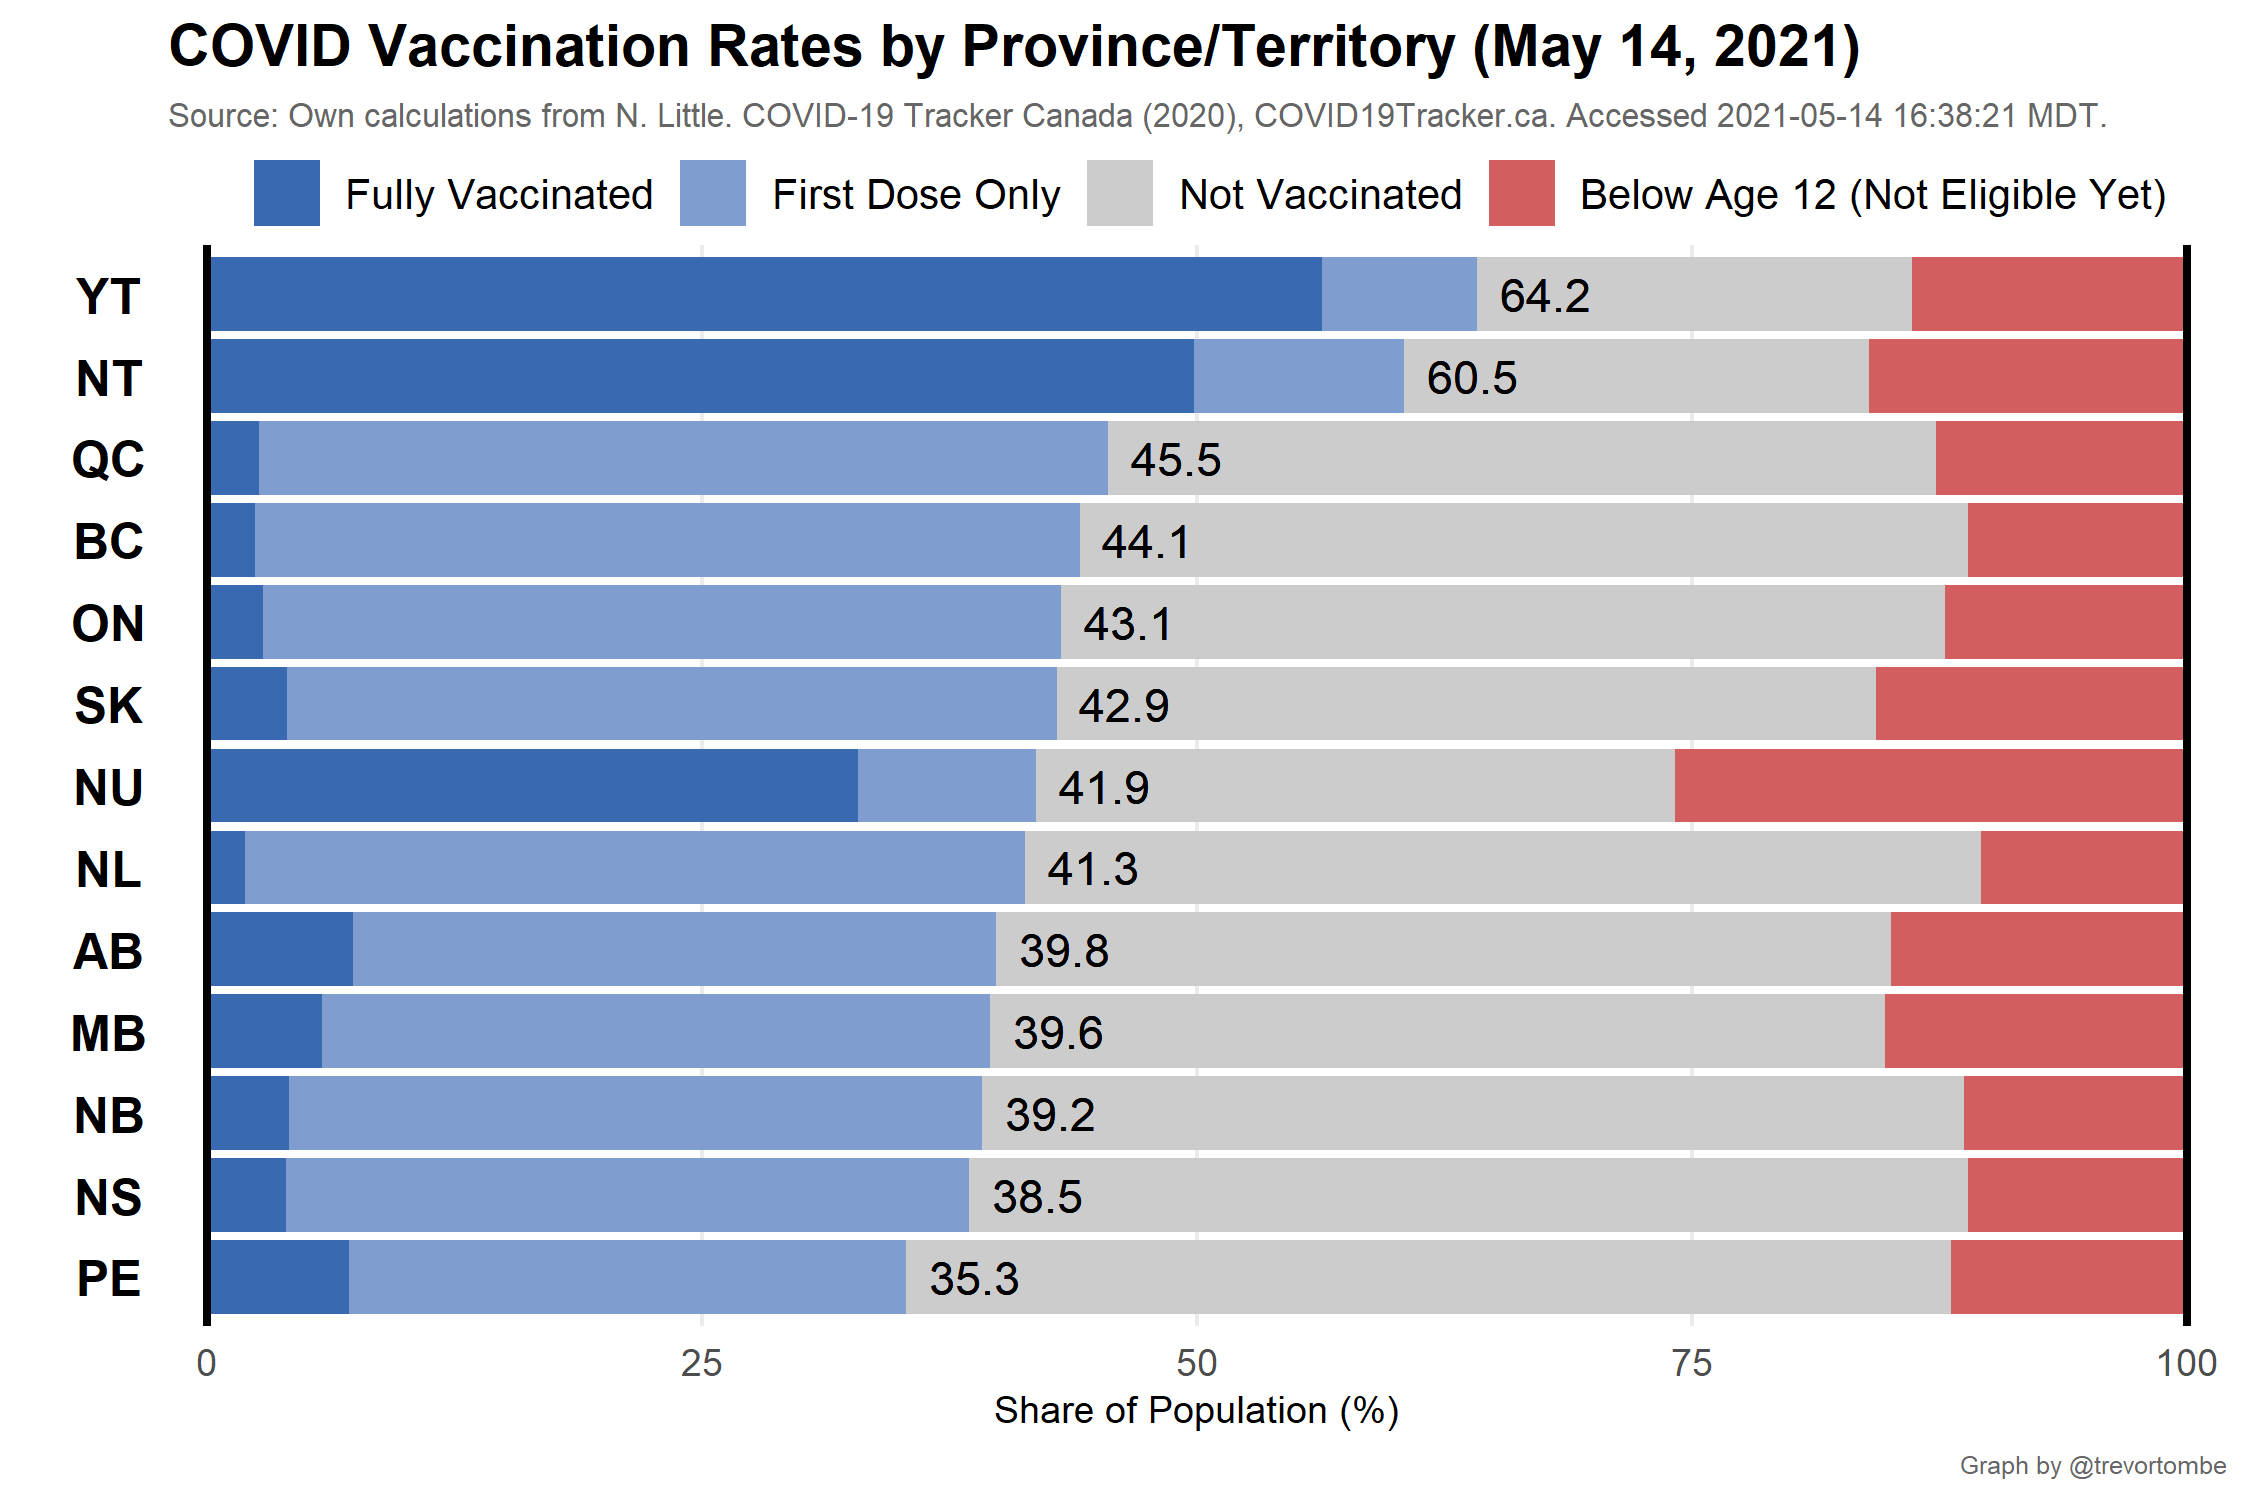 COVID Vaccination Rates by Province/Territory (May 14, 2021)
Source: Own calculations from N. Little. COVID-19 Tracker Canada (2020), COVID19Tracker.ca. Accessed 2021-05-14 16:38:21 MDT.
Fully Vaccinated First Dose Only Not Vaccinated Below Age 12 (Not Eligible Yet)
YT 64.2
NT 60.5
QC 45.5
BC 44.1
ON 43.1
SK 42.9
NU 41.9
NL 41.3
AB 39.8
MB 39.6
NB 39.2
NS 38.5
PE 35.3
0 25 50 75 100
Share of Population (%)
Graph by @trevortombe